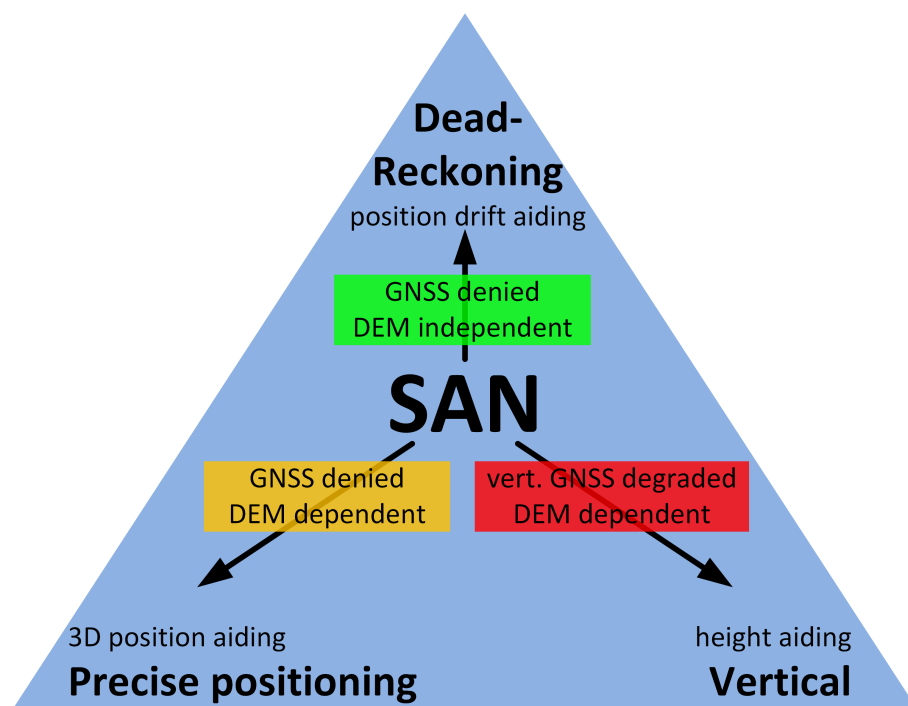 Dead-
Reckoning
position drift aiding
GNSS denied
DEM independent
SAN
GNSS denied
DEM dependent
vert. GNSS degraded
DEM dependent
3D position aiding
Precise positioning
height aiding
Vertical